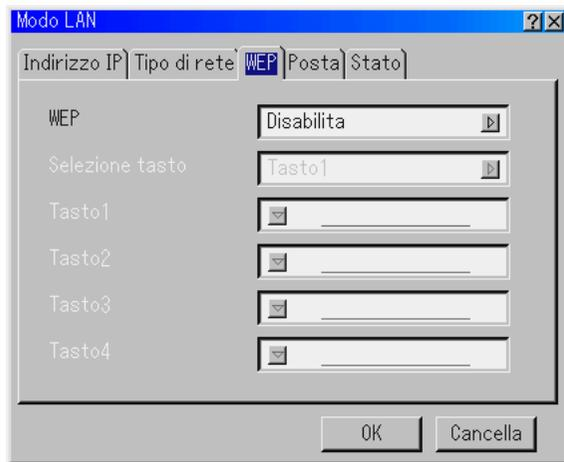 Modo LAN
Indirizzo IP Tipo di rete WEP Posta Stato
WEP Disabilita
Selezione tasto Tasto1
Tasto1
Tasto2
Tasto3
Tasto4
OK Cancella